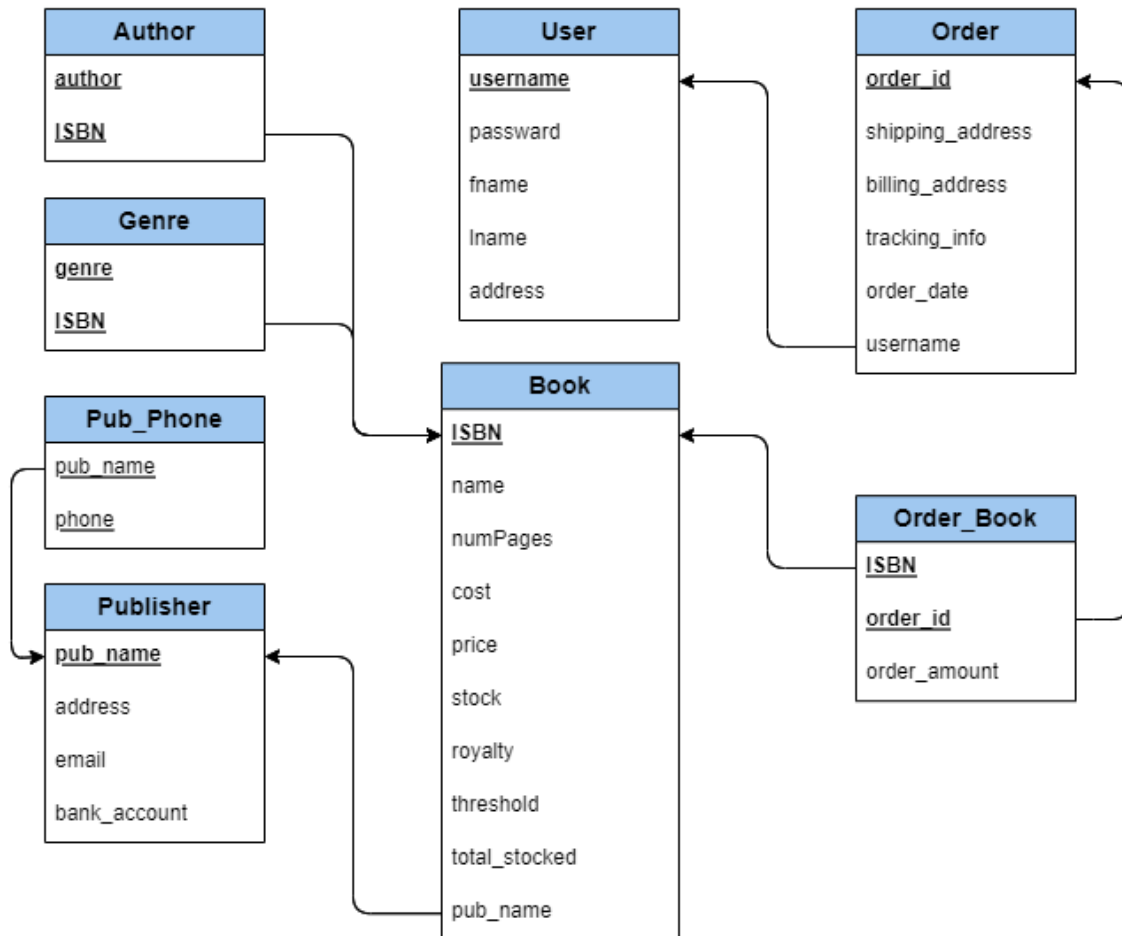 Author
author
ISBN
Genre
genre
ISBN
Pub_Phone
pub_name
phone
Publisher
pub_name
address
email
bank_account
User
username
passward
fname
lname
address
Book
ISBN
name
numPages
cost
price
stock
royalty
threshold
total_stocked
pub_name
Order
order_id
shipping_address
billing_address
tracking_info
order_date
username
Order_Book
ISBN
order_id
order_amount